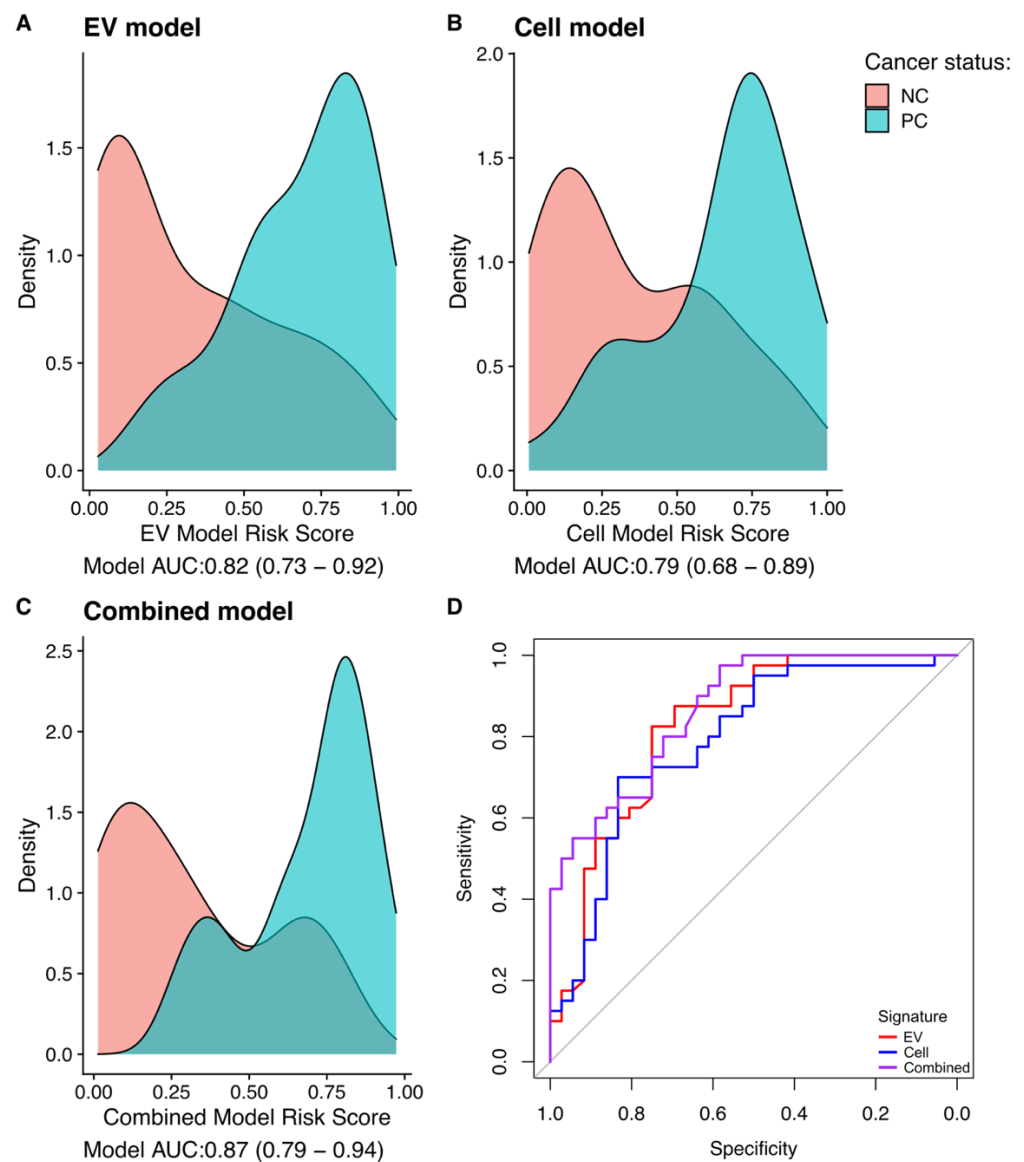 A
EV model
Density
0.0
0.5
1.0
1.5
0.00 0.25 0.50 0.75 1.00
EV Model Risk Score
Model AUC:0.82 (0.73 – 0.92)
B
Cell model
Density
0.0
0.5
1.0
1.5
2.0
0.00 0.25 0.50 0.75 1.00
Cell Model Risk Score
Model AUC:0.79 (0.68 – 0.89)
Cancer status:
NC
PC
C
Combined model
Density
0.0
0.5
1.0
1.5
2.0
2.5
0.00 0.25 0.50 0.75 1.00
Combined Model Risk Score
Model AUC:0.87 (0.79 – 0.94)
D
Sensitivity
0.0
0.2
0.4
0.6
0.8
1.0
Signature
EV
Cell
Combined
1.0 0.8 0.6 0.4 0.2 0.0
Specificity